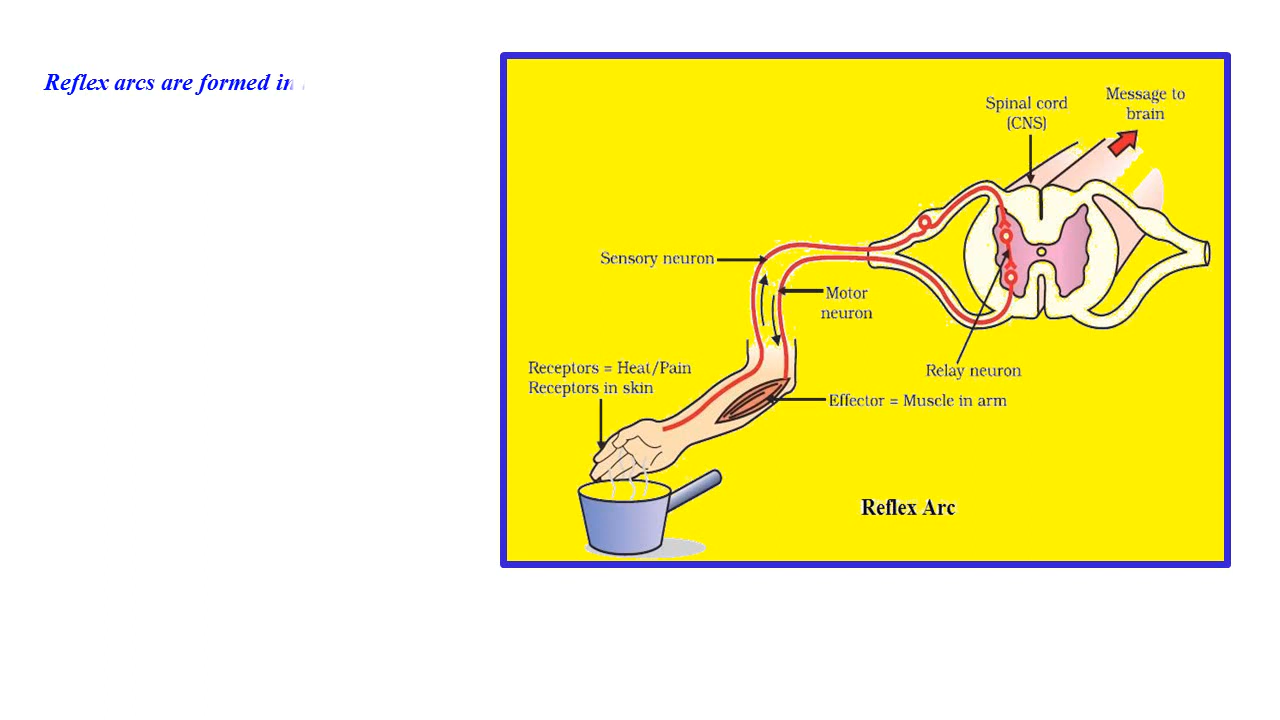 Reflex arcs are formed in
Spinal cord
(CNS)
Message to
brain
Sensory neuron
Motor
neuron
Receptors = Heat/Pain
Receptors in skin
Relay neuron
Effector = Muscle in arm
Reflex Arc